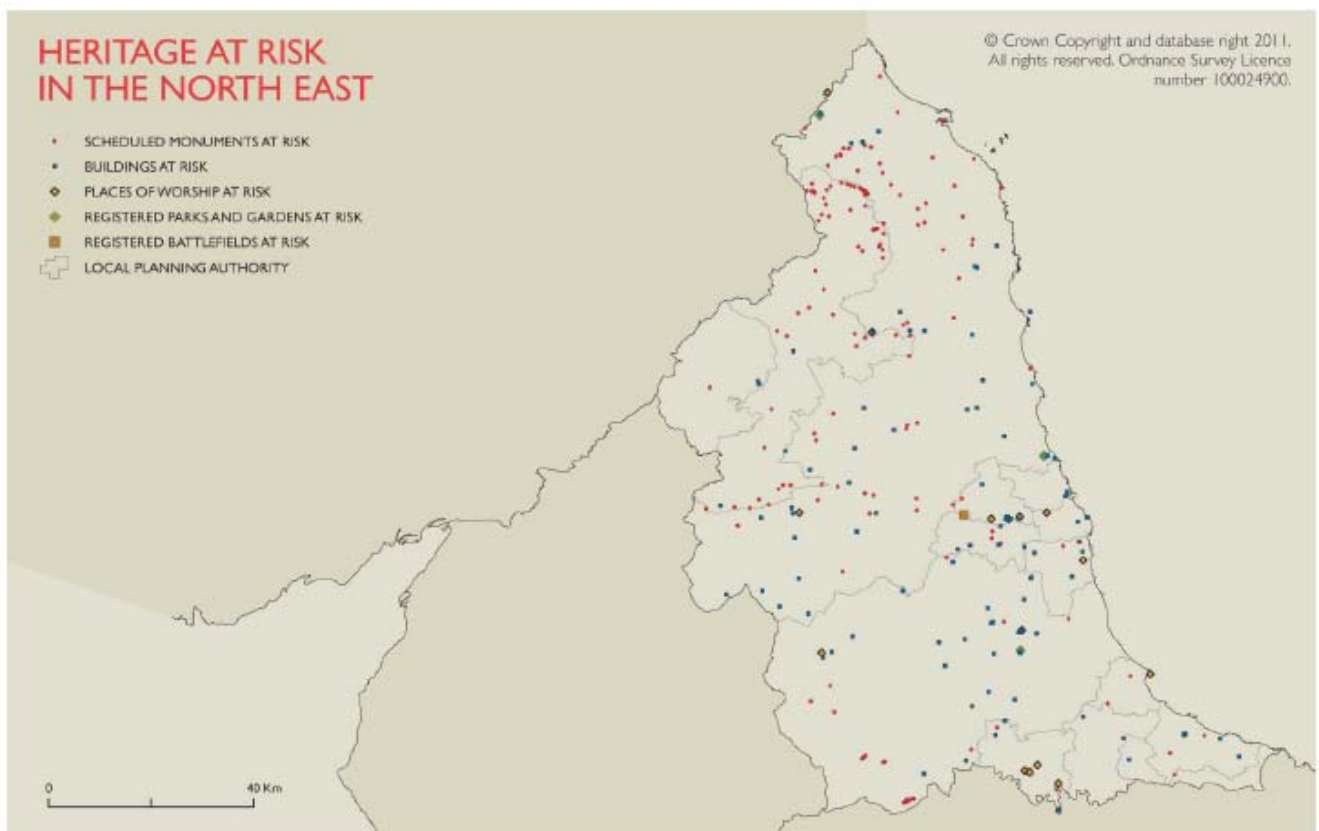 HERITAGE AT RISK
IN THE NORTH EAST
SCHEDULED MONUMENTS AT RISK
BUILDINGS AT RISK
PLACES OF WORSHIP AT RISK
REGISTERED PARKS AND GARDENS AT RISK
REGISTERED BATTLEFIELDS AT RISK
LOCAL PLANNING AUTHORITY
© Crown Copyright and database right 2011.
All rights reserved. Ordnance Survey Licence
number 100024900.
0 40 Km